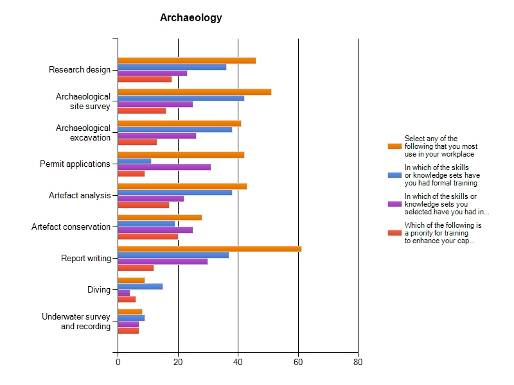 Archaeology
Research design
Archaeological
site survey
Archaeological
excavation
Permit applications
Artefact analysis
Artefact conservation
Report writing
Diving
Underwater survey
and recording
0
20
40
60
80
Select any of the
following that you most
use in your workplace
In which of the skills
or knowledge sets have
you had formal training
In which of the skills or
knowledge sets you
selected have you had in...
Which of the following is
a priority for training
to enhance your cap...